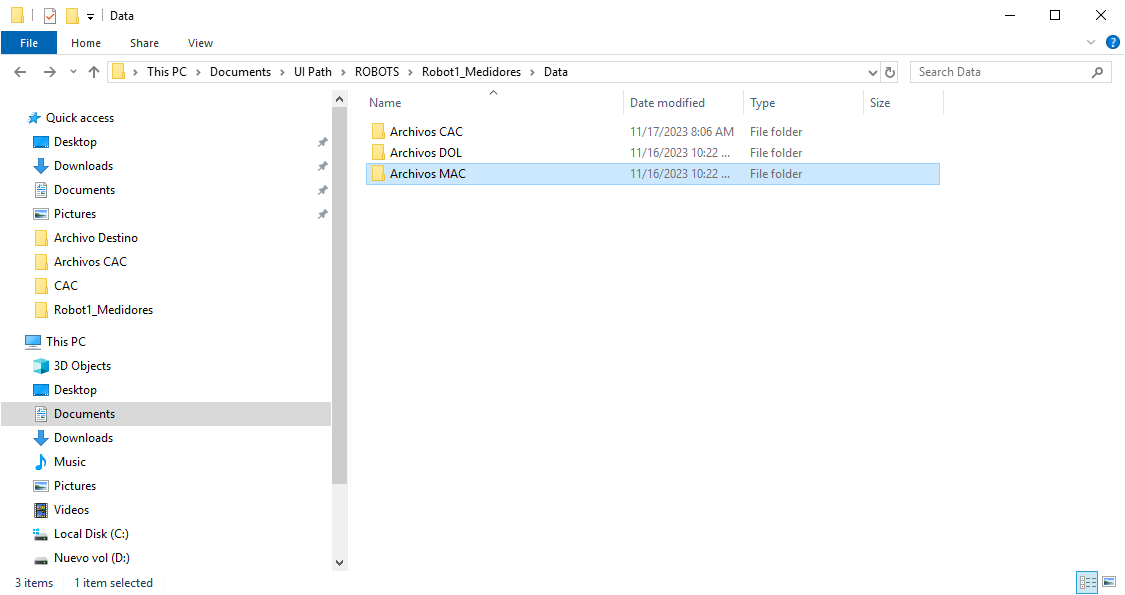 Data
File Home Share View
This PC Documents UI Path ROBOTS Robot1_Medidores Data Search Data
Name Date modified Type Size
Archivos CAC 11/17/2023 8:06 AM File folder
Archivos DOL 11/16/2023 10:22 ... File folder
Archivos MAC 11/16/2023 10:22 ... File folder
Quick access
Desktop
Downloads
Documents
Pictures
Archivo Destino
Archivos CAC
CAC
Robot1_Medidores
This PC
3D Objects
Desktop
Documents
Downloads
Music
Pictures
Videos
Local Disk (C:)
Nuevo vol (D:)
3 items 1 item selected